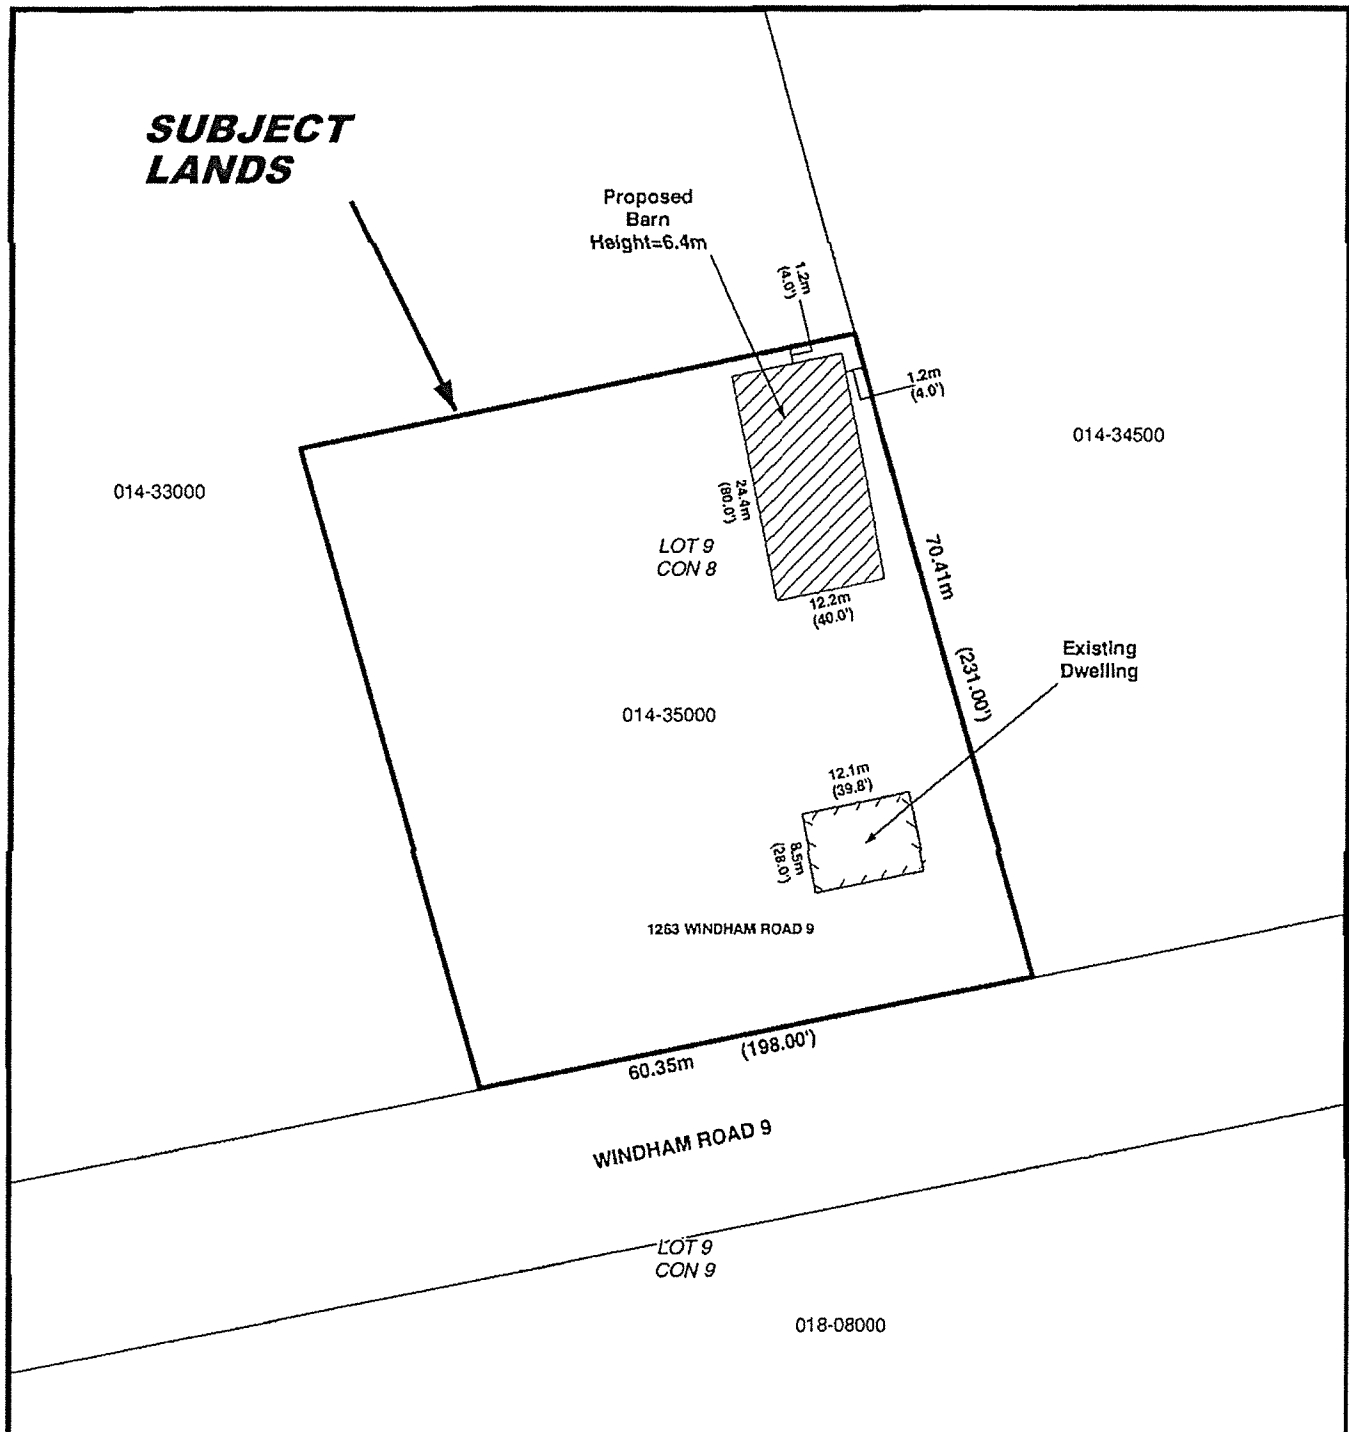 SUBJECT
LANDS
Proposed
Barn
Height=6.4m
1.2m
(4.0')
1.2m
(4.0')
014-34500
014-33000
24.4m
(80.0')
LOT 9
CON 8
70.41m
(231.00')
12.2m
(40.0')
Existing
Dwelling
014-35000
12.1m
(39.8')
8.5m
(28.0')
1263 WINDHAM ROAD 9
60.35m (198.00')
WINDHAM ROAD 9
LOT 9
CON 9
018-08000